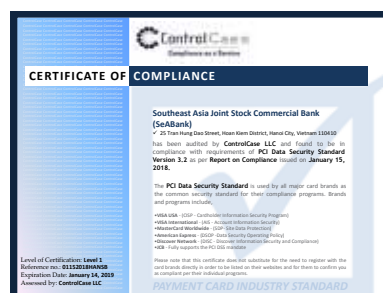 ControlCase
Compliance as a Service
CERTIFICATE OF COMPLIANCE
Southeast Asia Joint Stock Commercial Bank
(SeABank)
✓ 25 Tran Hung Dao Street, Hoan Kiem District, Hanoi City, Vietnam 110410
has been audited by ControlCase LLC and found to be in
compliance with requirements of PCI Data Security Standard
Version 3.2 as per Report on Compliance issued on January 15,
2018.
The PCI Data Security Standard is used by all major card brands as
the common security standard for their compliance programs. Brands
and programs include,
•VISA USA - (CISP - Cardholder Information Security Program)
•VISA International - (AIS - Account Information Security)
•MasterCard Worldwide - (SDP - Site Data Protection)
•American Express - (DSOP - Data Security Operating Policy)
•Discover Network - (DISC - Discover Information Security and Compliance)
•JCB - Fully supports the PCI DSS mandate
Level of Certification: Level 1
Reference no.: 01152018HANSB
Expiration Date: January 14, 2019
Assessed by: ControlCase LLC
Please note that this certificate does not substitute for the need to register with the
card brands directly in order to be listed on their websites and for them to confirm you
as compliant per their individual programs.
PAYMENT CARD INDUSTRY STANDARD